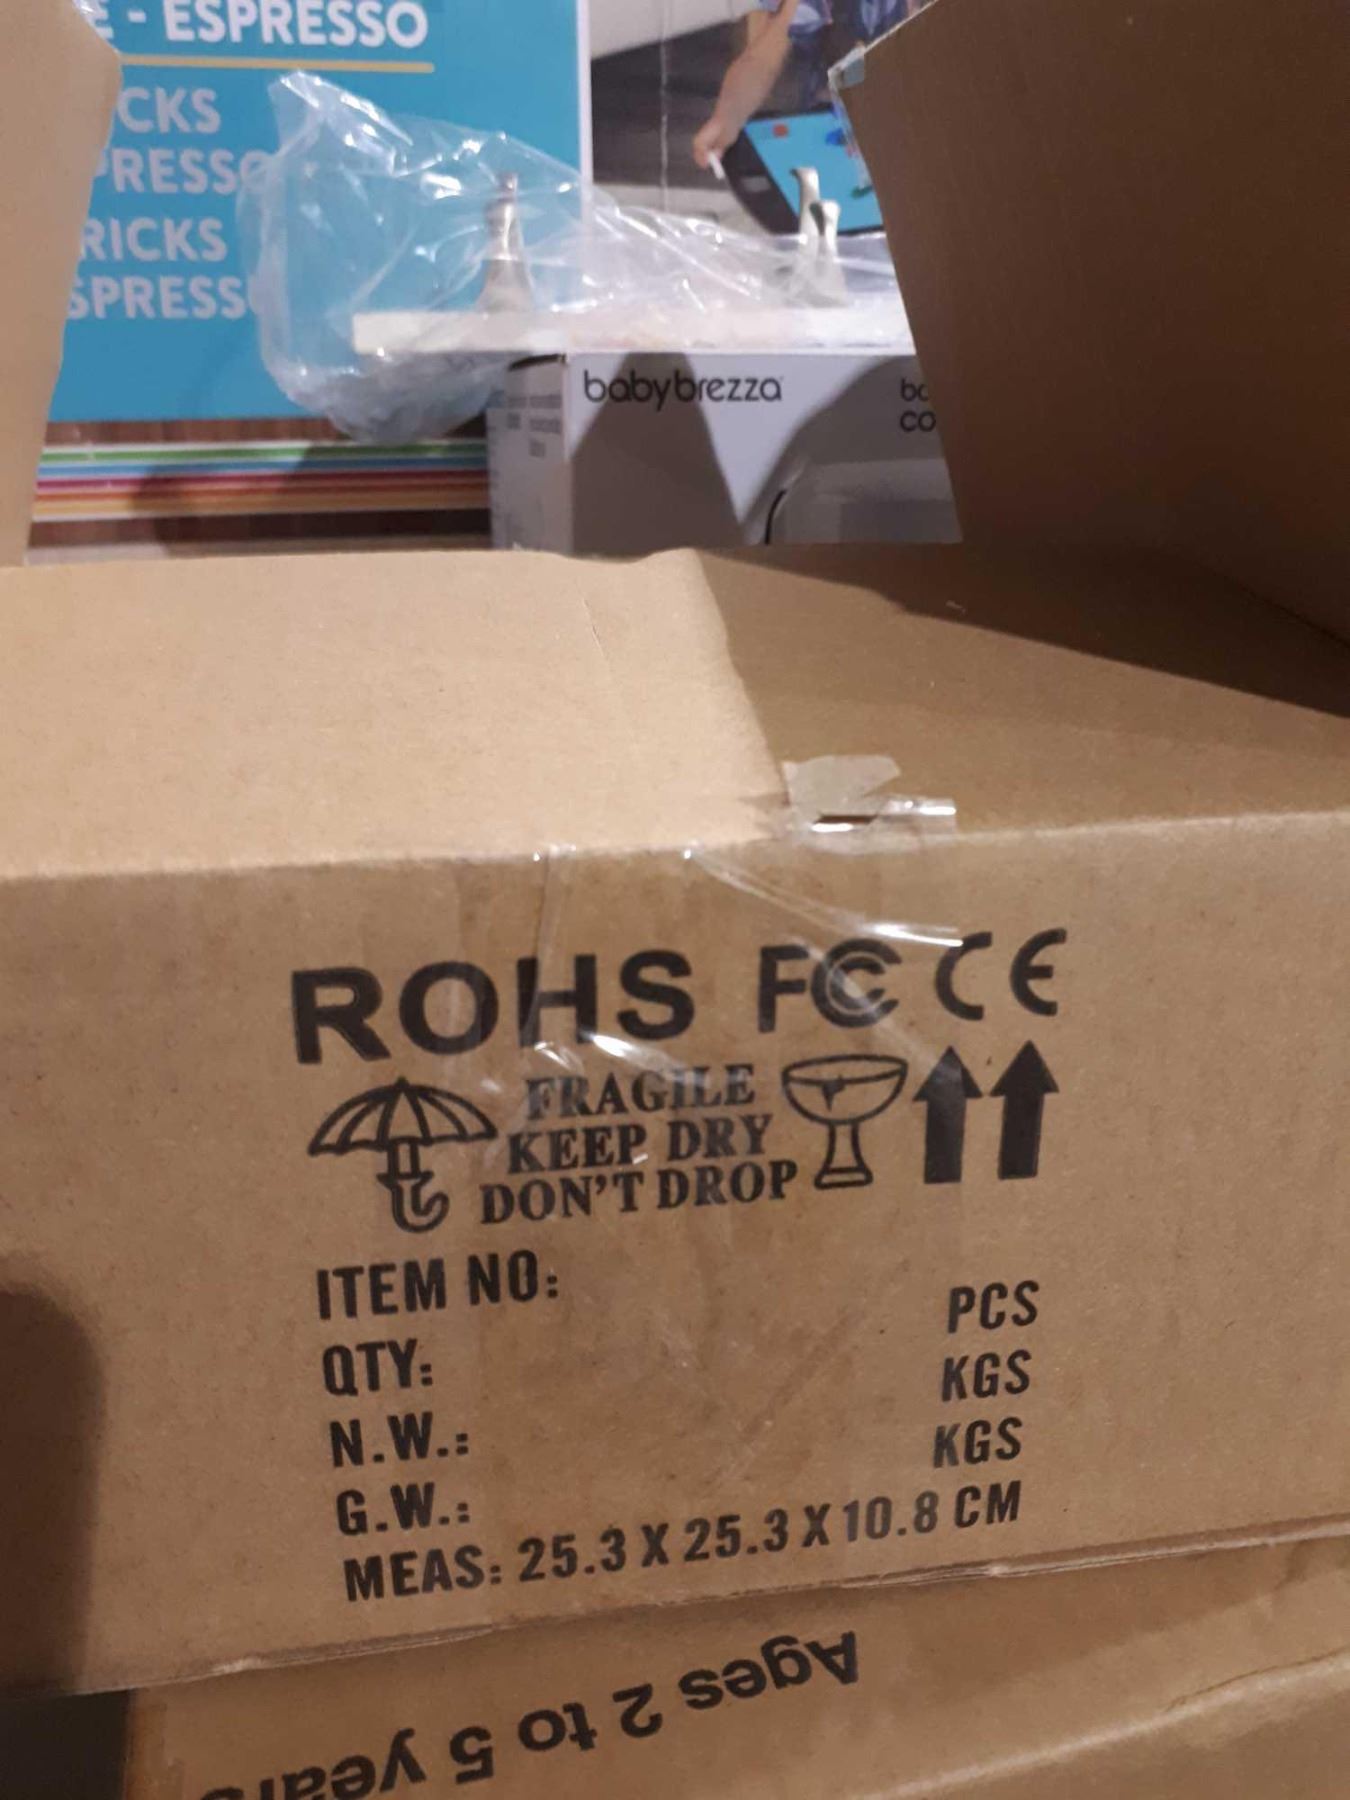 - ESPRESSO
CKS
PRESSO
RICKS
SPRESS
babybrezza
ROHS FC CE
FRAGILE
KEEP DRY
DON'T DROP
ITEM NO:
QTY: PCS
N.W.: KGS
G.W.: KGS
MEAS: 25.3 X 25.3 X 10.8 CM
Ages 2 to 5 years